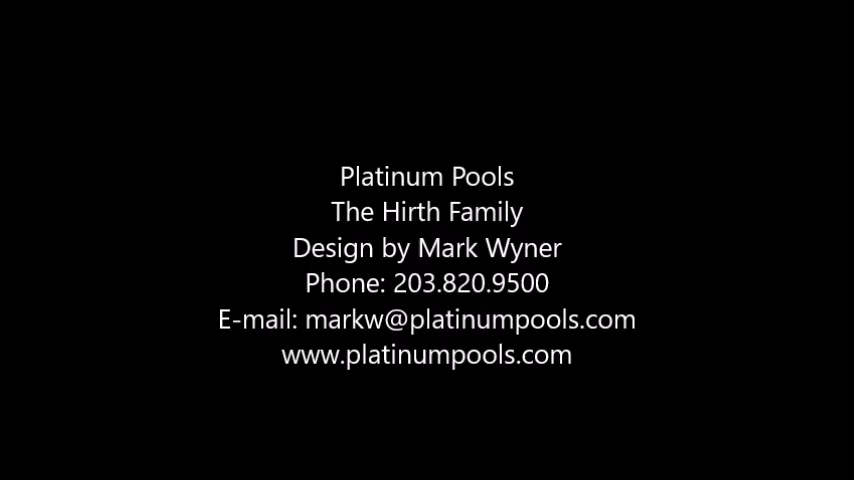 Platinum Pools
The Hirth Family
Design by Mark Wyner
Phone: 203.820.9500
E-mail: markw@platinumpools.com
www.platinumpools.com